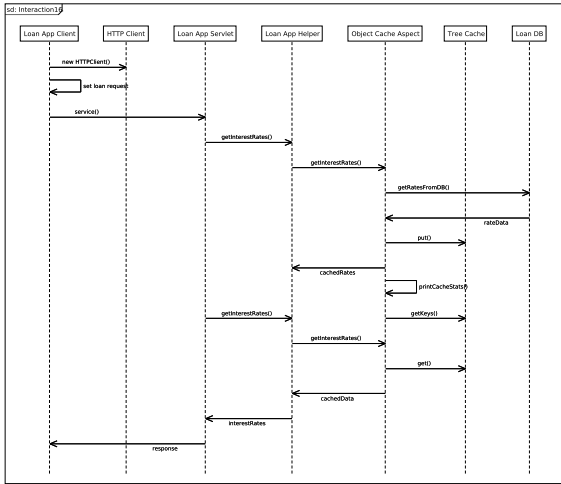 sd: Interaction16
Loan App Client HTTP Client Loan App Servlet Loan App Helper Object Cache Aspect Tree Cache Loan DB
new HTTPClient()
set loan request
service()
getInterestRates()
getInterestRates()
getRatesFromDB()
rateData
put()
cachedRates
printCacheStats()
getInterestRates() getKeys()
getInterestRates()
get()
cachedData
interestRates
response